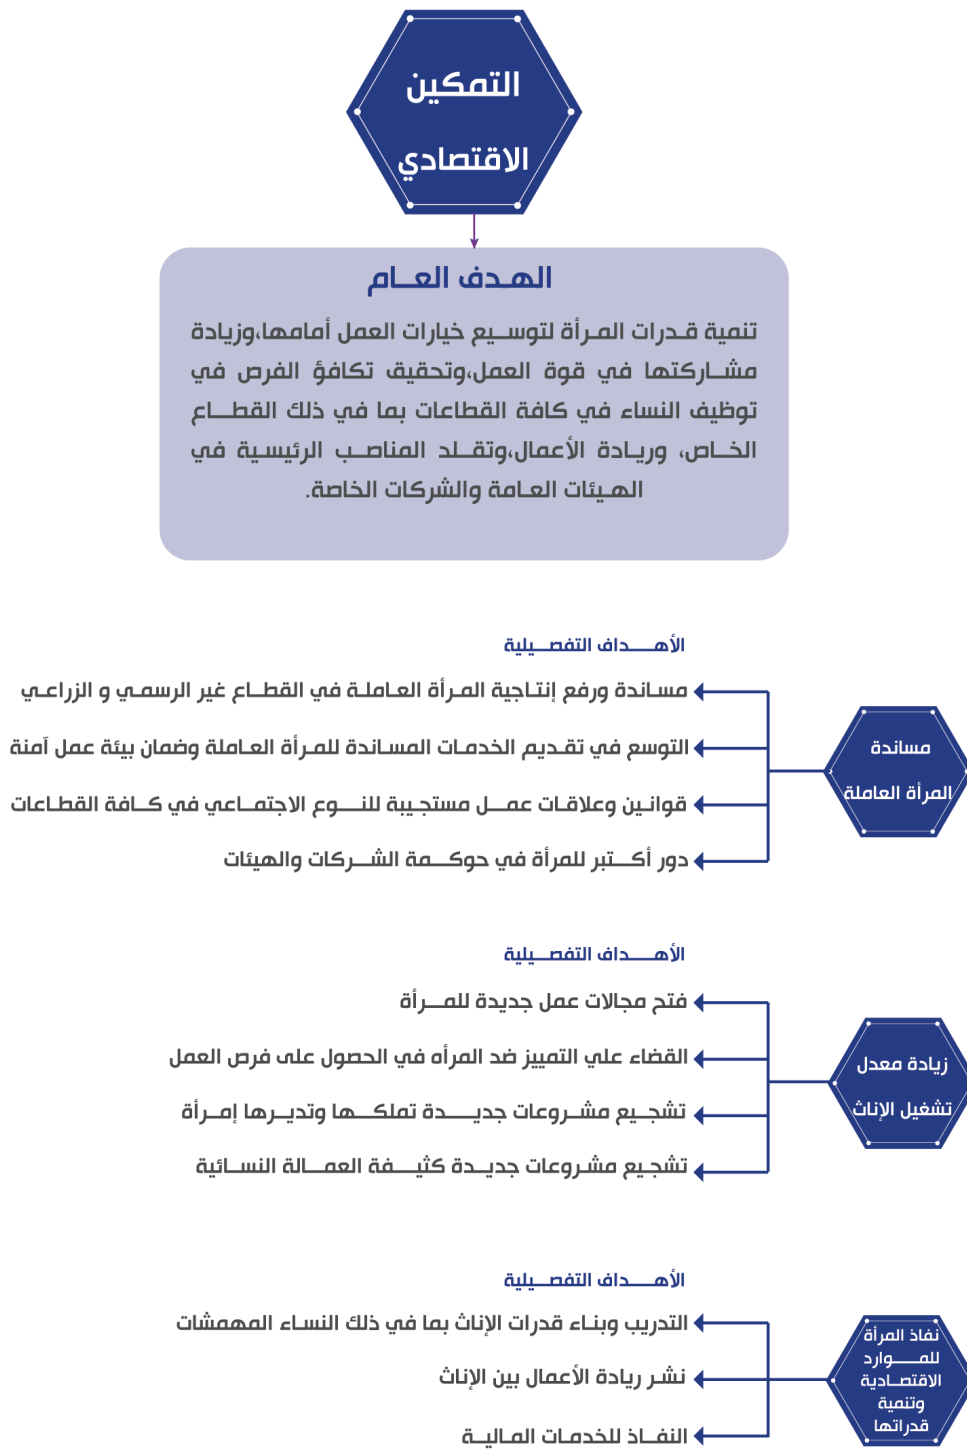 التمكين
الاقتصادي
الهدف العام
تنمية قدرات المرأة لتوسيع خيارات العمل أمامها،وزيادة
مشاركتها في قوة العمل،وتحقيق تكافؤ الفرص في
توظيف النساء في كافة القطاعات بما في ذلك القطاع
الخاص، وريادة الأعمال،وتقلد المناصب الرئيسية في
الهيئات العامة والشركات الخاصة.
مساندة
المرأة العاملة
الأهداف التفصيلية
مساندة ورفع إنتاجية المرأة العاملة في القطاع غير الرسمي و الزراعي
التوسع في تقديم الخدمات المساندة للمرأة العاملة وضمان بيئة عمل آمنة
قوانين وعلاقات عمل مستجيبة للنوع الاجتماعي في كافة القطاعات
دور أكتبر للمرأة في حوكمة الشركات والهيئات
زيادة معدل
تشغيل الإناث
الأهداف التفصيلية
فتح مجالات عمل جديدة للمرأة
القضاء علي التمييز ضد المرأه في الحصول على فرص العمل
تشجيع مشروعات جديدة تملكها وتديرها إمرأة
تشجيع مشروعات جديدة كثيفة العمالة النسائية
نفاذ المرأة
للموارد
الاقتصادية
وتنمية
قدراتها
الأهداف التفصيلية
التدريب وبناء قدرات الإناث بما في ذلك النساء المهمشات
نشر ريادة الأعمال بين الإناث
النفاذ للخدمات المالية